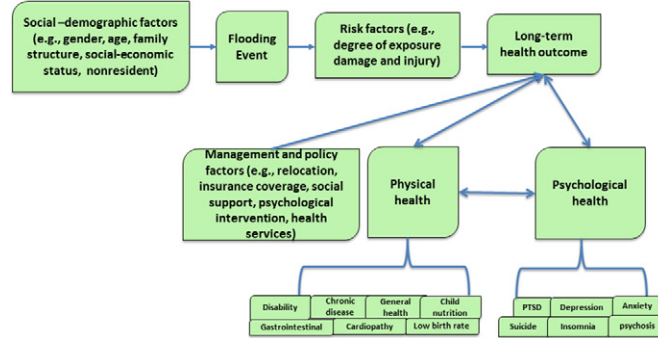 Social –demographic factors
(e.g., gender, age, family
structure, social-economic
status, nonresident)
Flooding
Event
Risk factors (e.g.,
degree of exposure
damage and injury)
Long-term
health outcome
Management and policy
factors (e.g., relocation,
insurance coverage, social
support, psychological
intervention, health
services)
Physical
health
Psychological
health
Disability
Chronic
disease
General
health
Child
nutrition
Gastrointestinal
Cardiopathy
Low birth rate
PTSD
Depression
Anxiety
Suicide
Insomnia
psychosis